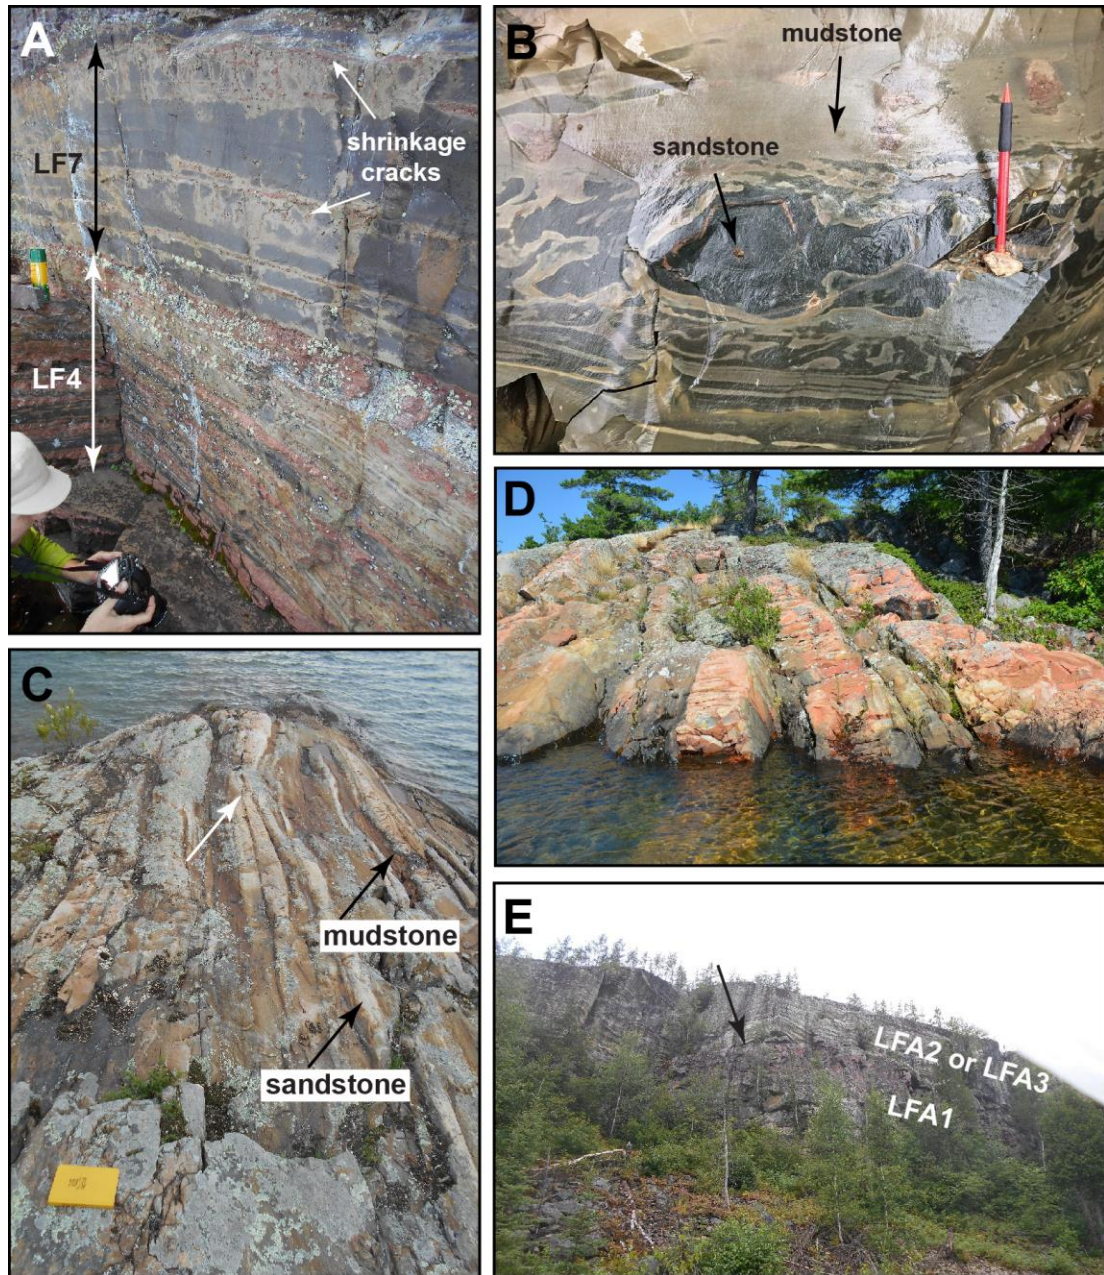 A
LF7
shrinkage
cracks
LF4
B
mudstone
sandstone
C
mudstone
sandstone
D
E
LFA2 or LFA3
LFA1